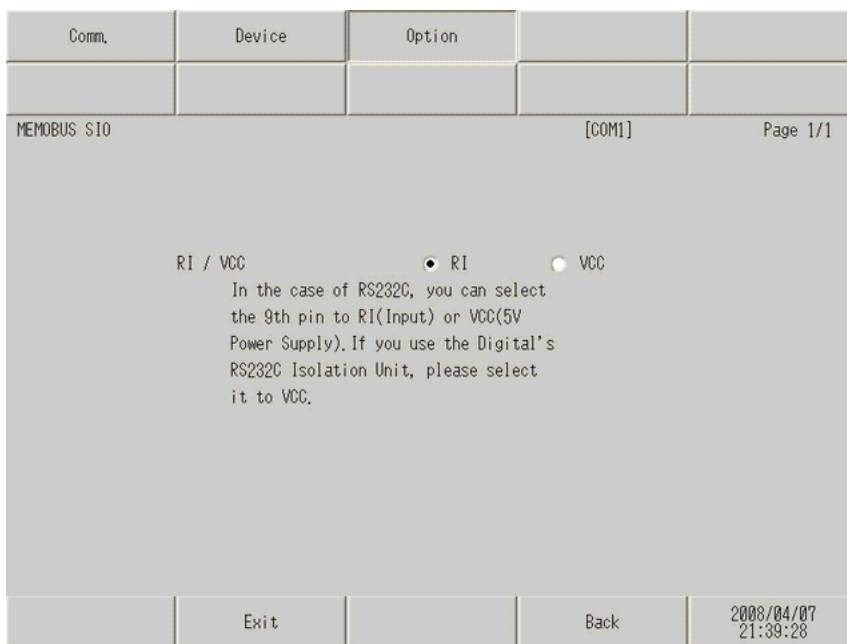 Comm. Device Option
MEMOBUS SIO [COM1] Page 1/1
RI / VCC RI VCC
In the case of RS232C, you can select
the 9th pin to RI(Input) or VCC(5V
Power Supply). If you use the Digital's
RS232C Isolation Unit, please select
it to VCC.
Exit Back 2008/04/07
21:39:28